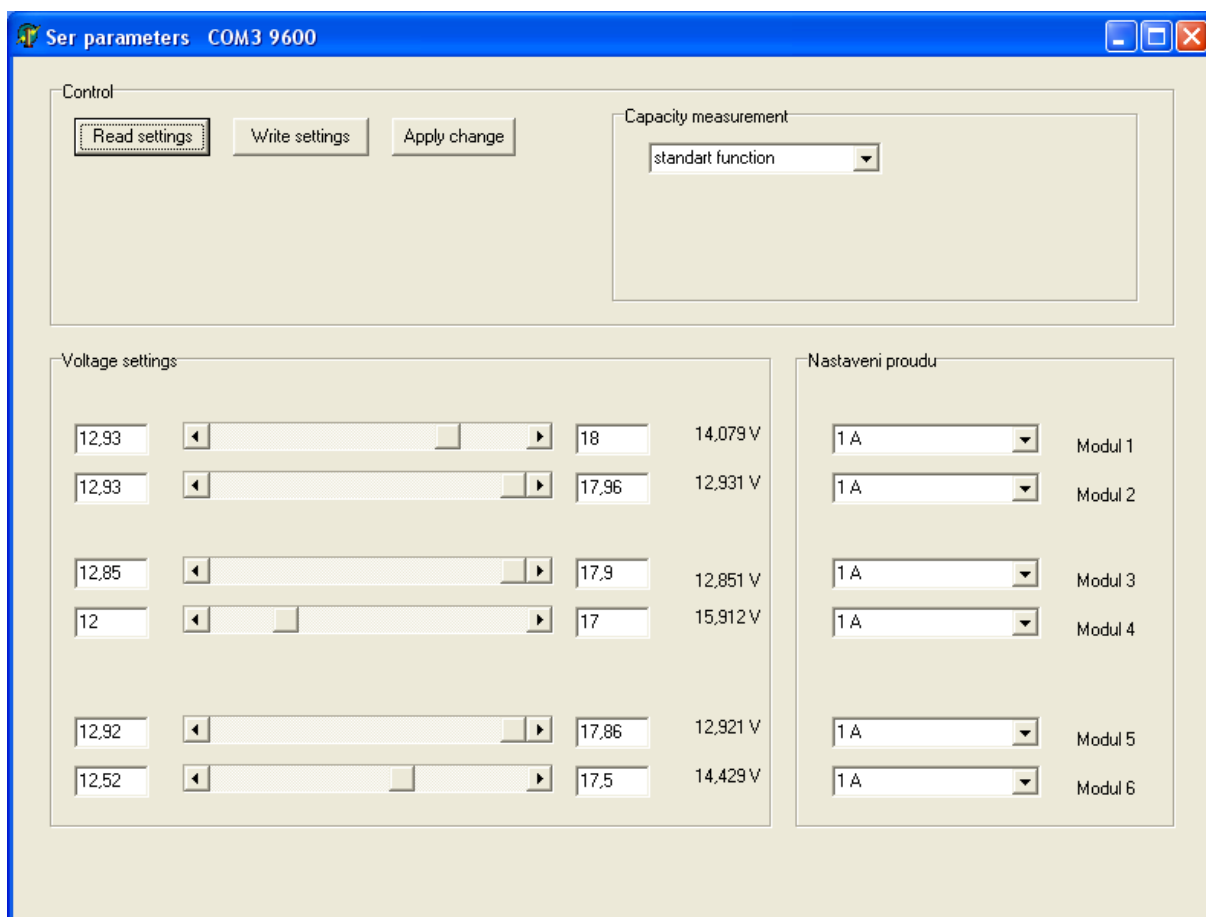 Ser parameters COM3 9600
Control
Read settings Write settings Apply change
Capacity measurement
standart function
Voltage settings
12,93 18 14,079 V
12,93 17,96 12,931 V
12,85 17,9 12,851 V
12 17 15,912 V
12,92 17,86 12,921 V
12,52 17,5 14,429 V
Nastaveni proudu
1 A Modul 1
1 A Modul 2
1 A Modul 3
1 A Modul 4
1 A Modul 5
1 A Modul 6